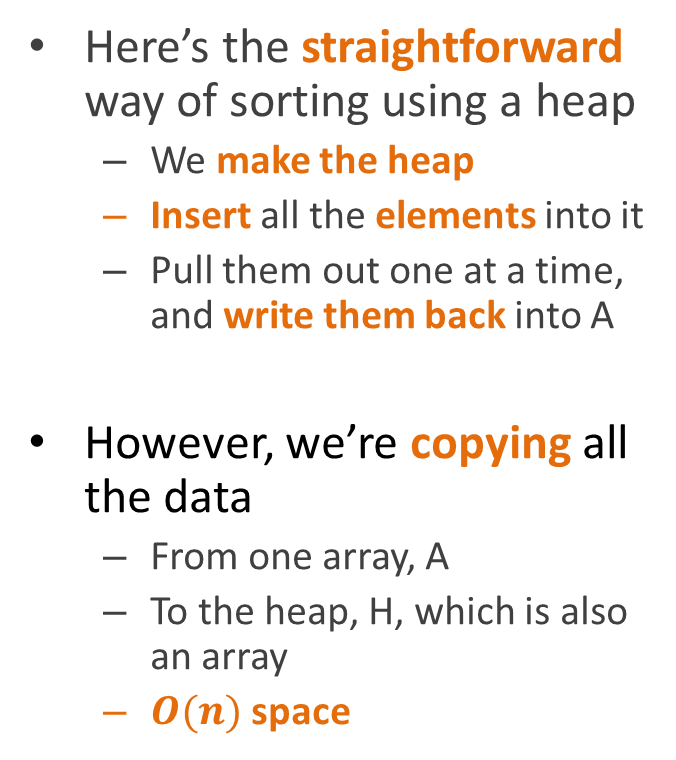 • Here’s the straightforward
way of sorting using a heap
– We make the heap
– Insert all the elements into it
– Pull them out one at a time,
and write them back into A
• However, we’re copying all
the data
– From one array, A
– To the heap, H, which is also
an array
– O(n) space